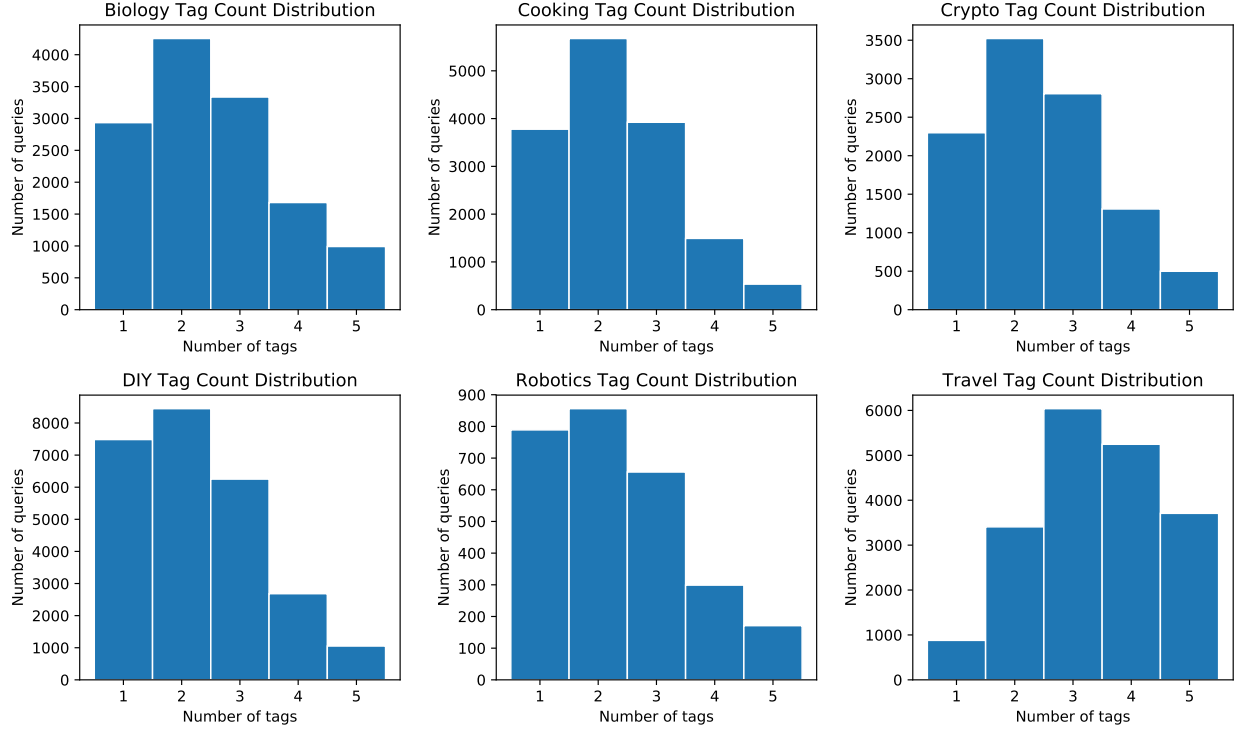 Biology Tag Count Distribution
Number of queries
4000
3500
3000
2500
2000
1500
1000
500
0
1 2 3 4 5
Number of tags
Cooking Tag Count Distribution
Number of queries
5000
4000
3000
2000
1000
0
1 2 3 4 5
Number of tags
Crypto Tag Count Distribution
Number of queries
3500
3000
2500
2000
1500
1000
500
0
1 2 3 4 5
Number of tags
DIY Tag Count Distribution
Number of queries
8000
7000
6000
5000
4000
3000
2000
1000
0
1 2 3 4 5
Number of tags
Robotics Tag Count Distribution
Number of queries
900
800
700
600
500
400
300
200
100
0
1 2 3 4 5
Number of tags
Travel Tag Count Distribution
Number of queries
6000
5000
4000
3000
2000
1000
0
1 2 3 4 5
Number of tags